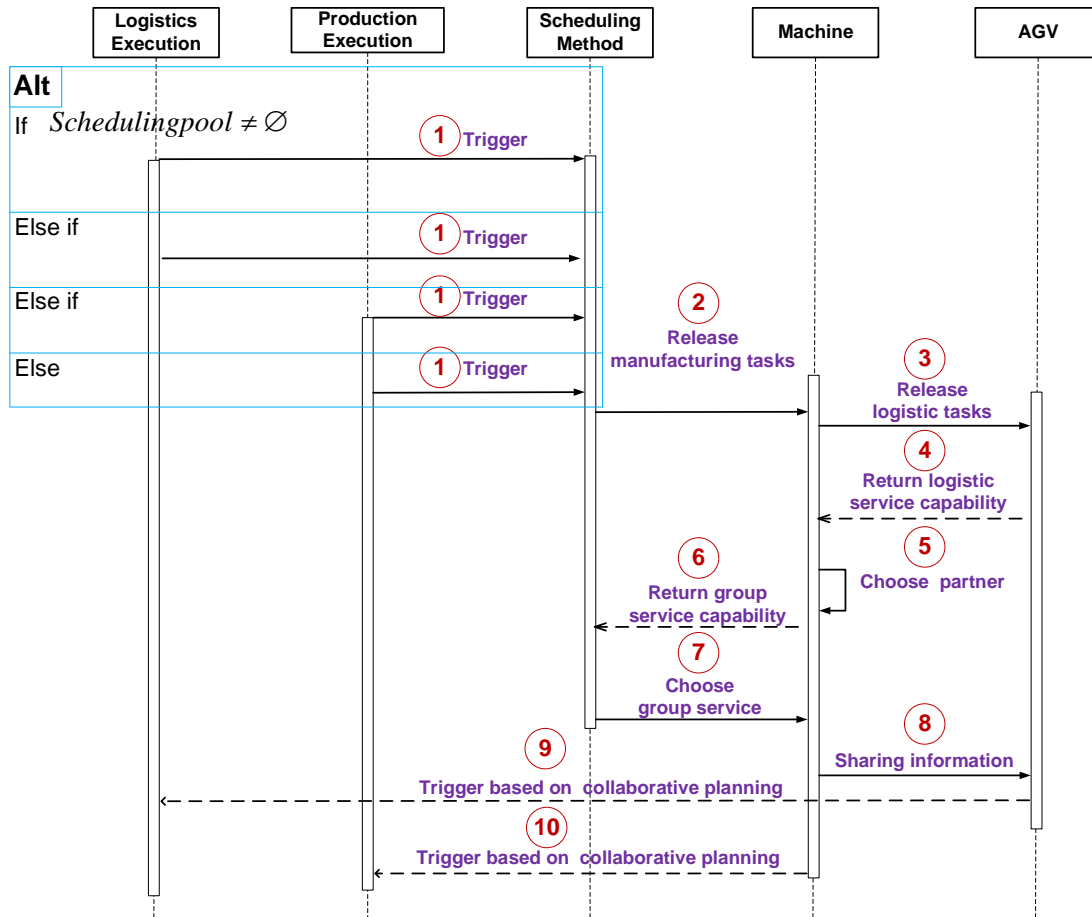 Logistics
Execution
Production
Execution
Scheduling
Method
Machine
AGV
Alt
If Schedulingpool ≠ ∅
1 Trigger
Else if
1 Trigger
Else if
1 Trigger
Else
1 Trigger
2
Release
manufacturing tasks
3
Release
logistic tasks
4
Return logistic
service capability
5
Choose partner
6
Return group
service capability
7
Choose
group service
8
Sharing information
9
Trigger based on collaborative planning
10
Trigger based on collaborative planning